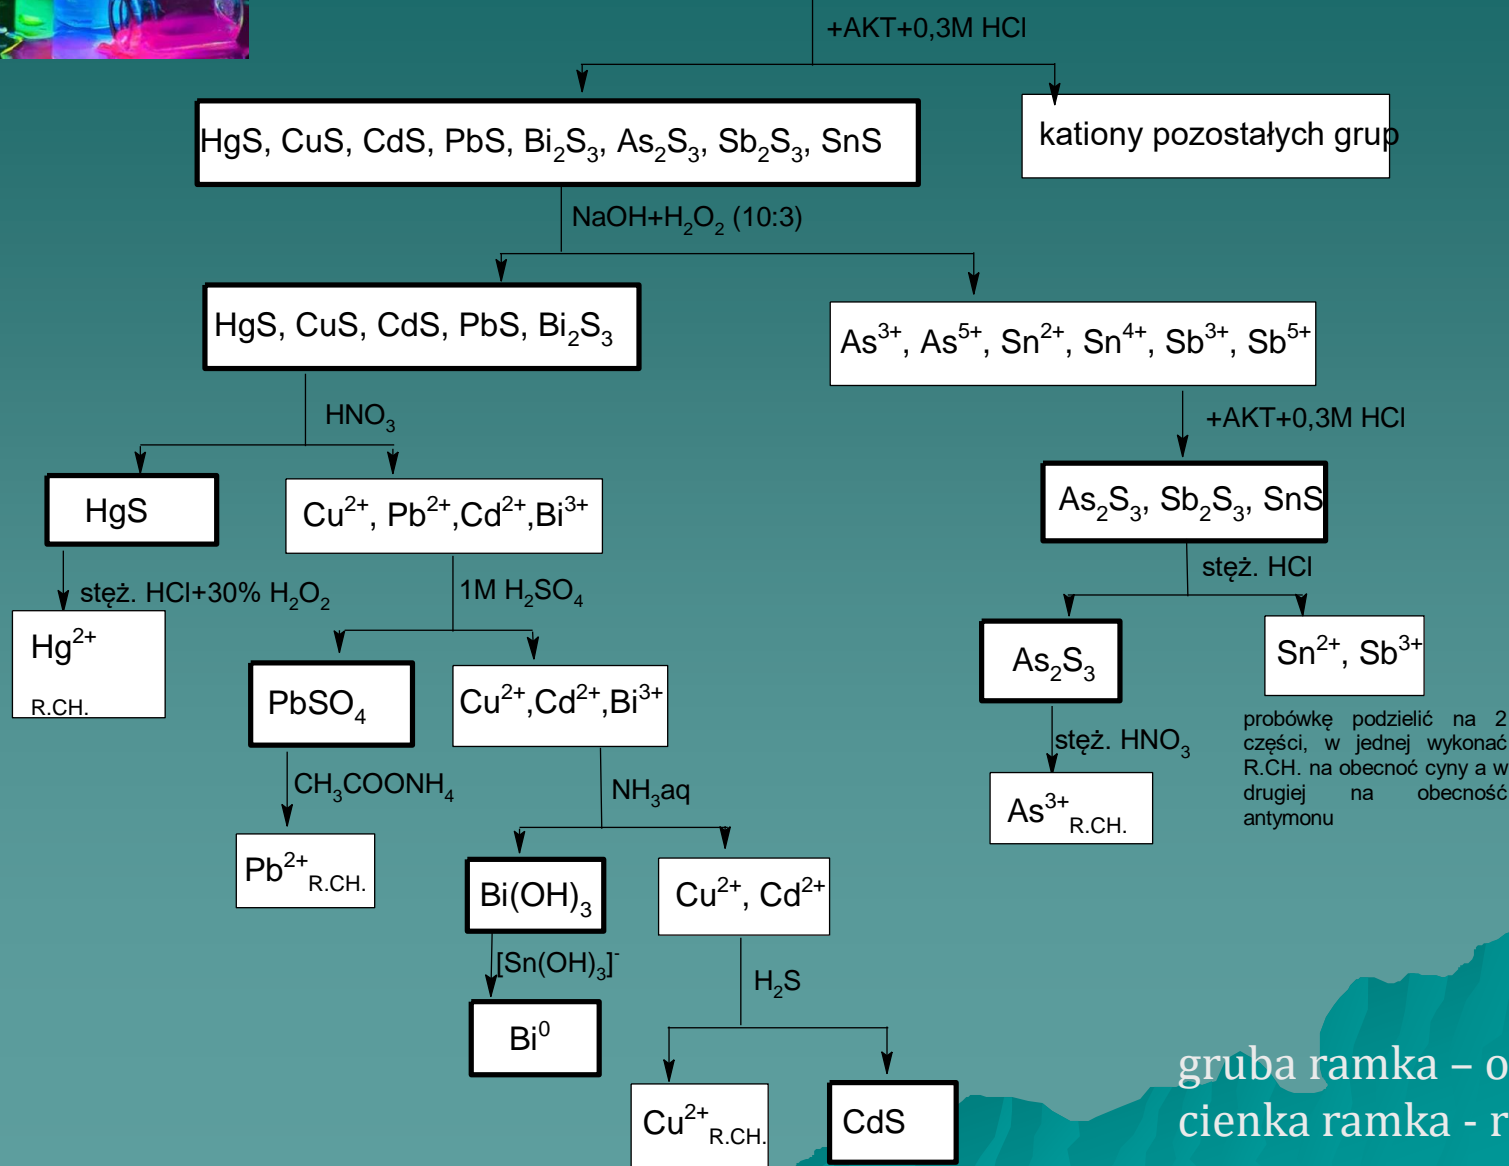 +AKT+0,3M HCl
HgS, CuS, CdS, PbS, Bi₂S₃, As₂S₃, Sb₂S₃, SnS
kationy pozostałych grup
NaOH+H₂O₂ (10:3)
HgS, CuS, CdS, PbS, Bi₂S₃
As³⁺, As⁵⁺, Sn²⁺, Sn⁴⁺, Sb³⁺, Sb⁵⁺
HNO₃
+AKT+0,3M HCl
HgS
Cu²⁺, Pb²⁺,Cd²⁺,Bi³⁺
As₂S₃, Sb₂S₃, SnS
stęż. HCl+30% H₂O₂
1M H₂SO₄
stęż. HCl
Hg²⁺
R.CH.
PbSO₄
Cu²⁺,Cd²⁺,Bi³⁺
As₂S₃
Sn²⁺, Sb³⁺
CH₃COONH₄
NH₃aq
stęż. HNO₃
probówkę podzielić na 2
części, w jednej wykonać
R.CH. na obecnoć cyny a w
drugiej na obecność
antymonu
Pb²⁺ R.CH.
Bi(OH)₃
Cu²⁺, Cd²⁺
As³⁺ R.CH.
[Sn(OH)₃]⁻
H₂S
Bi⁰
Cu²⁺ R.CH.
CdS
gruba ramka – o
cienka ramka - r